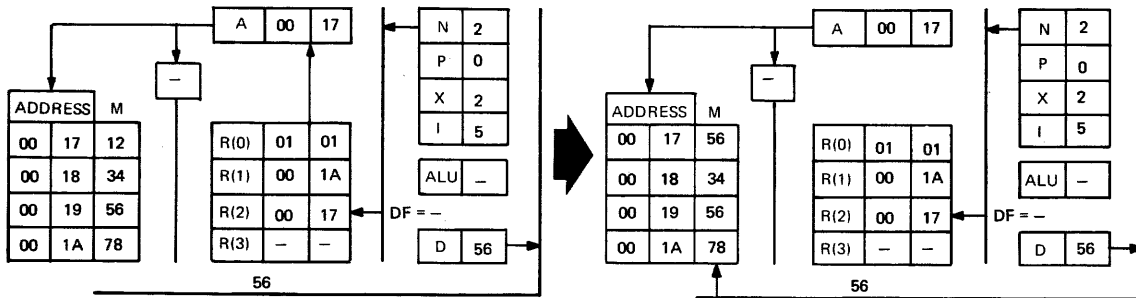 A 00 17
N 2
P 0
X 2
I 5
–
ADDRESS M
00 17 12
00 18 34
00 19 56
00 1A 78
R(0) 01 01
R(1) 00 1A
R(2) 00 17
R(3) – –
ALU –
DF = –
D 56
56
A 00 17
N 2
P 0
X 2
I 5
–
ADDRESS M
00 17 56
00 18 34
00 19 56
00 1A 78
R(0) 01 01
R(1) 00 1A
R(2) 00 17
R(3) – –
ALU –
DF = –
D 56
56